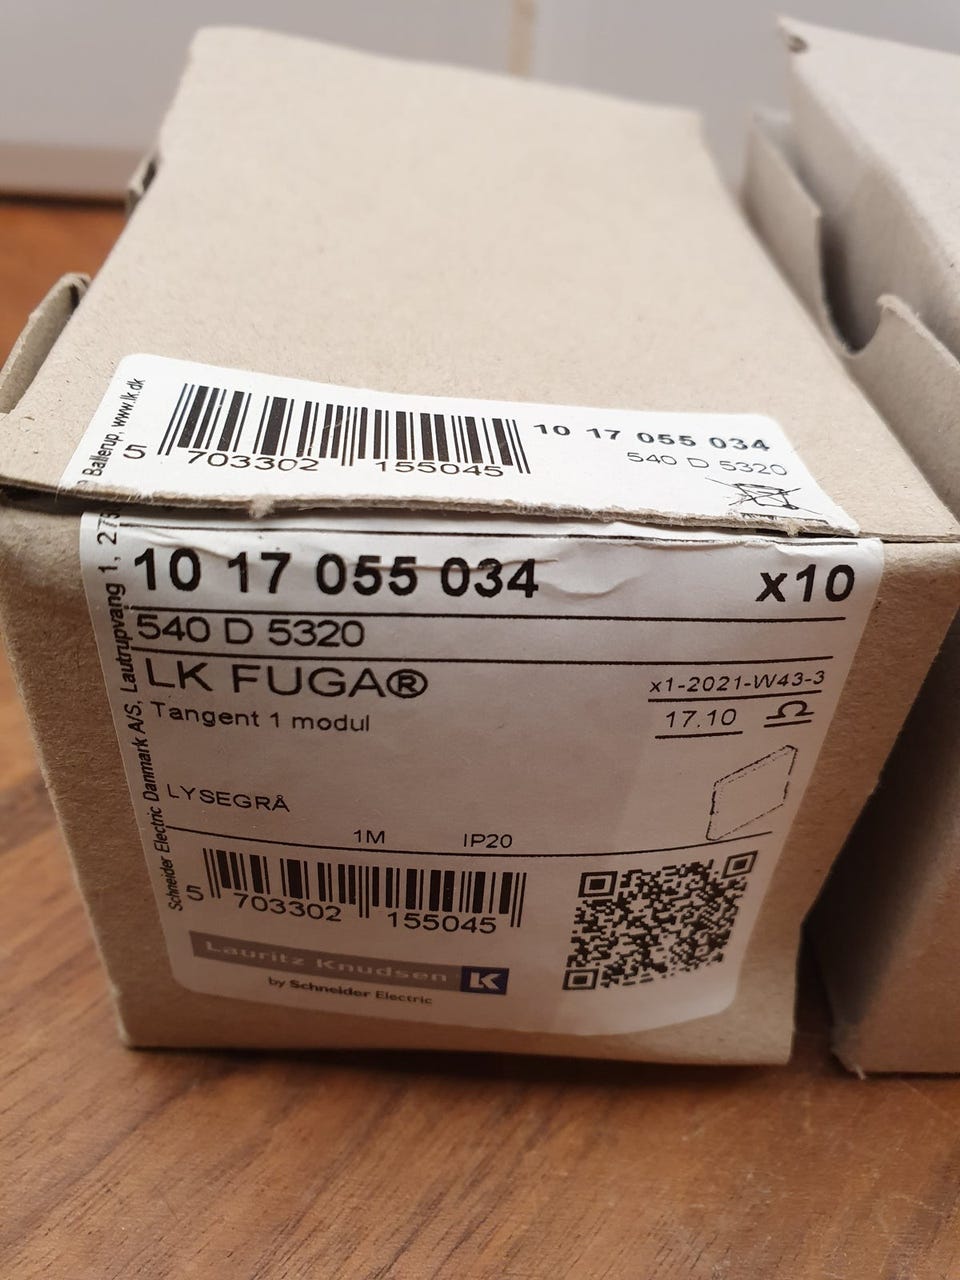 Ballerup, www.lk.dk
5 703302 155045
10 17 055 034
540 D 5320
Schneider Electric Danmark A/S, Lautrupvang 1, 275
10 17 055 034 x10
540 D 5320
LK FUGA®
x1-2021-W43-3
Tangent 1 modul
17.10
LYSEGRÅ
1M IP20
5 703302 155045
Lauritz Knudsen LK
by Schneider Electric